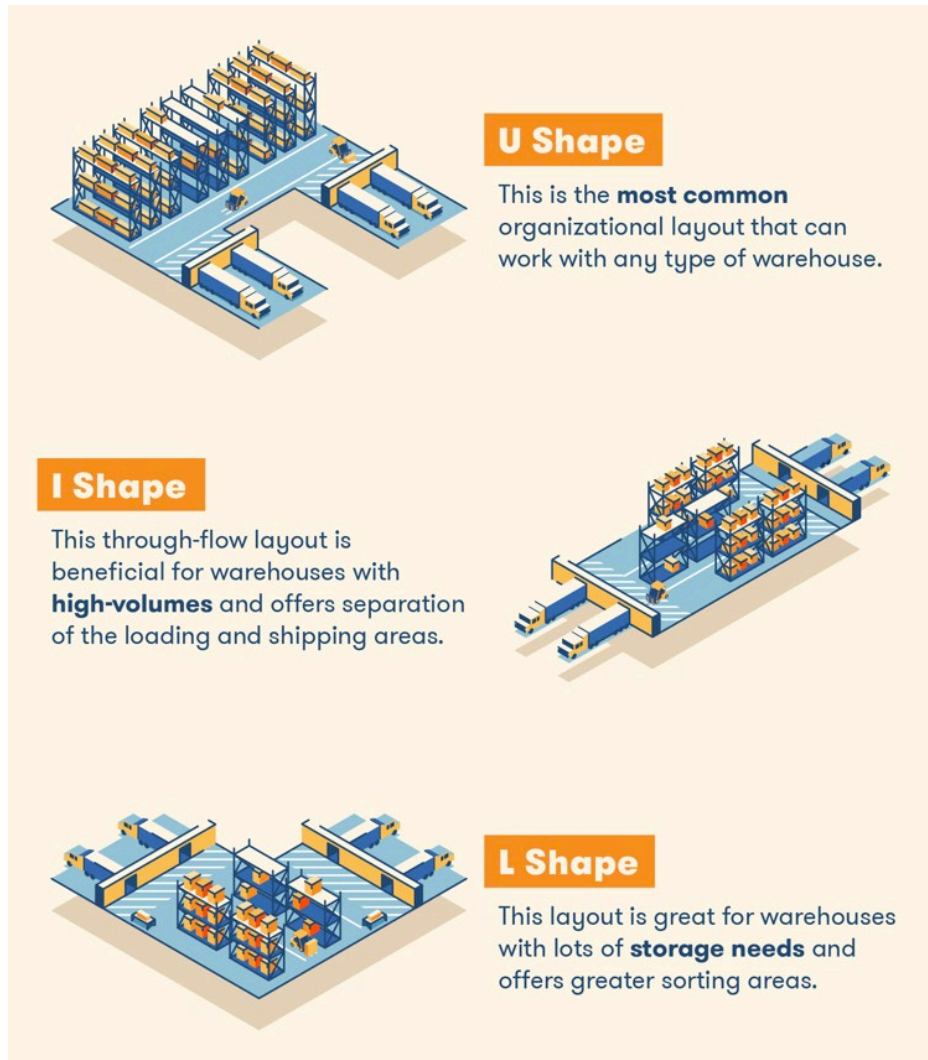 U Shape
This is the most common
organizational layout that can
work with any type of warehouse.
I Shape
This through-flow layout is
beneficial for warehouses with
high-volumes and offers separation
of the loading and shipping areas.
L Shape
This layout is great for warehouses
with lots of storage needs and
offers greater sorting areas.